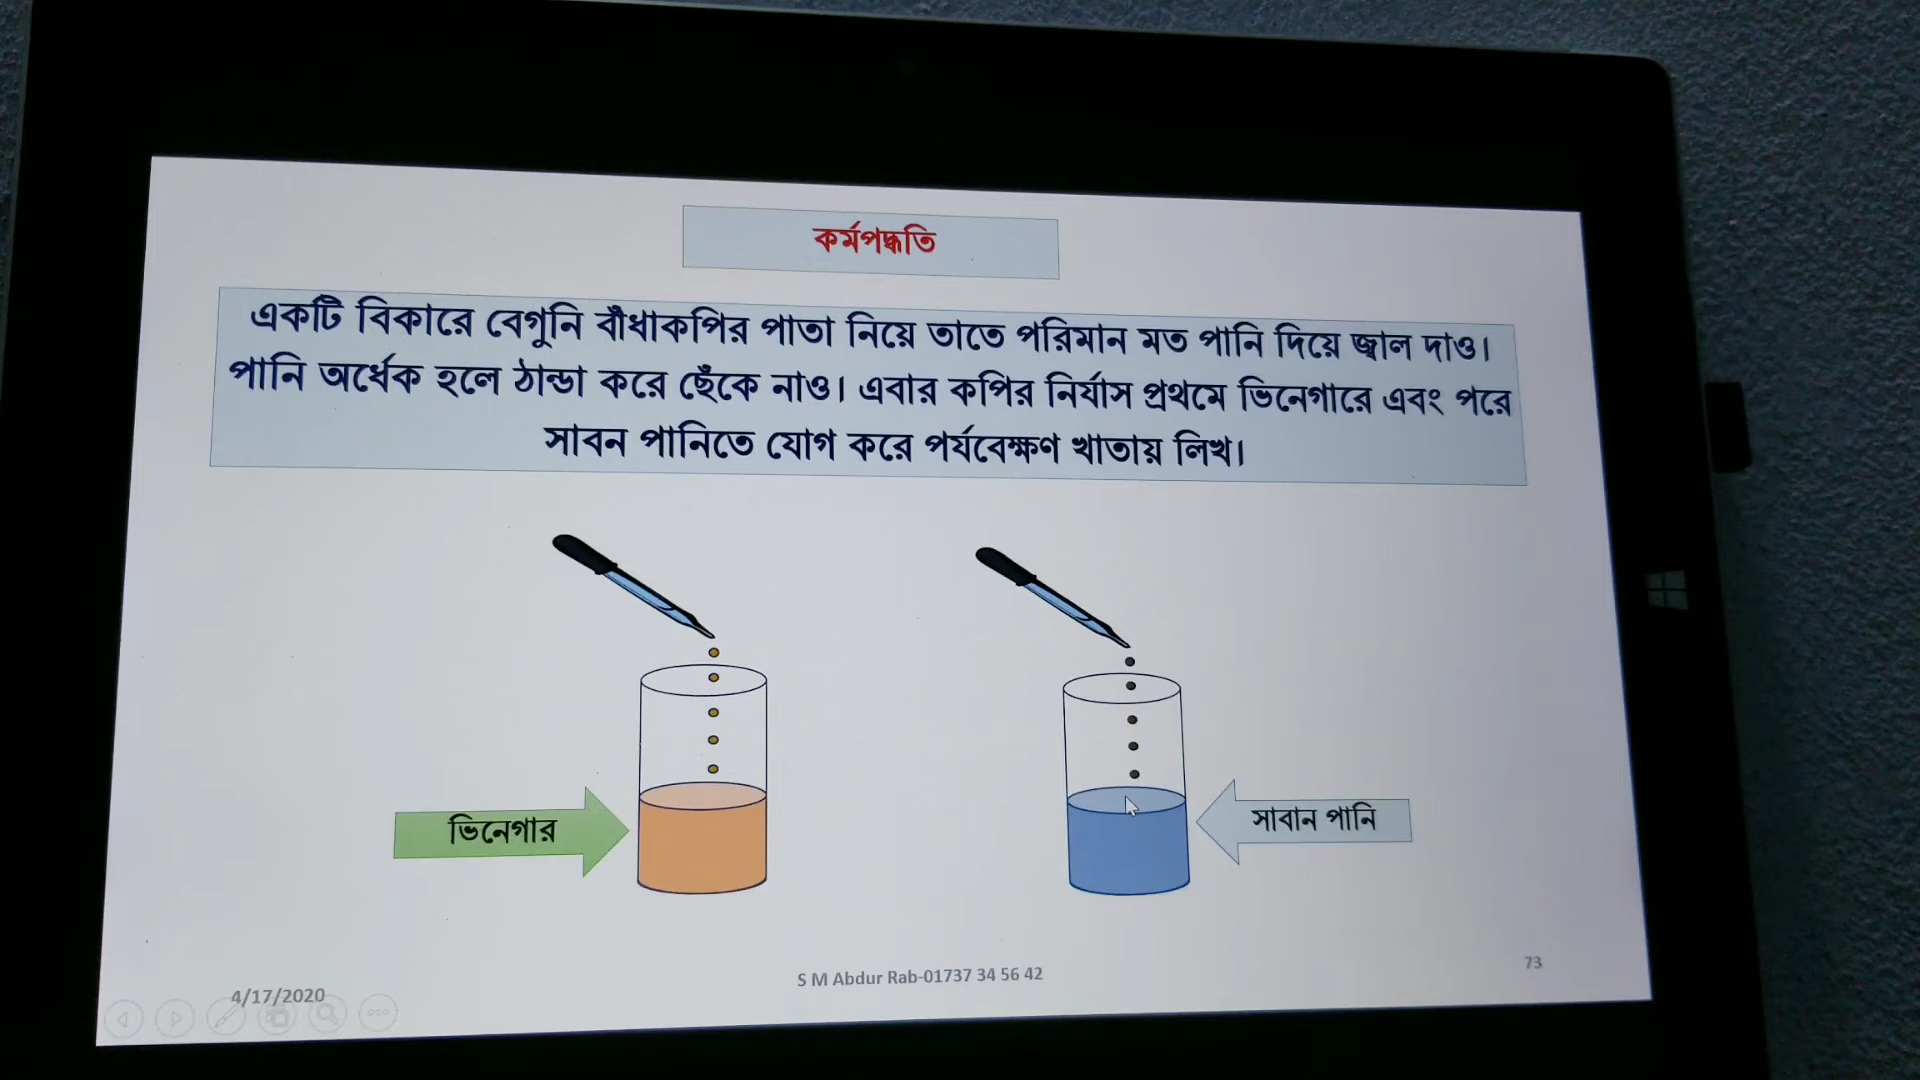 কর্মপদ্ধতি
একটি বিকারে বেগুনি বাঁধাকপির পাতা নিয়ে তাতে পরিমান মত পানি দিয়ে জ্বাল দাও।
পানি অর্ধেক হলে ঠান্ডা করে ছেঁকে নাও। এবার কপির নির্যাস প্রথমে ভিনেগারে এবং পরে
সাবন পানিতে যোগ করে পর্যবেক্ষণ খাতায় লিখ।
ভিনেগার
সাবান পানি
4/17/2020
S M Abdur Rab-01737 34 56 42
73